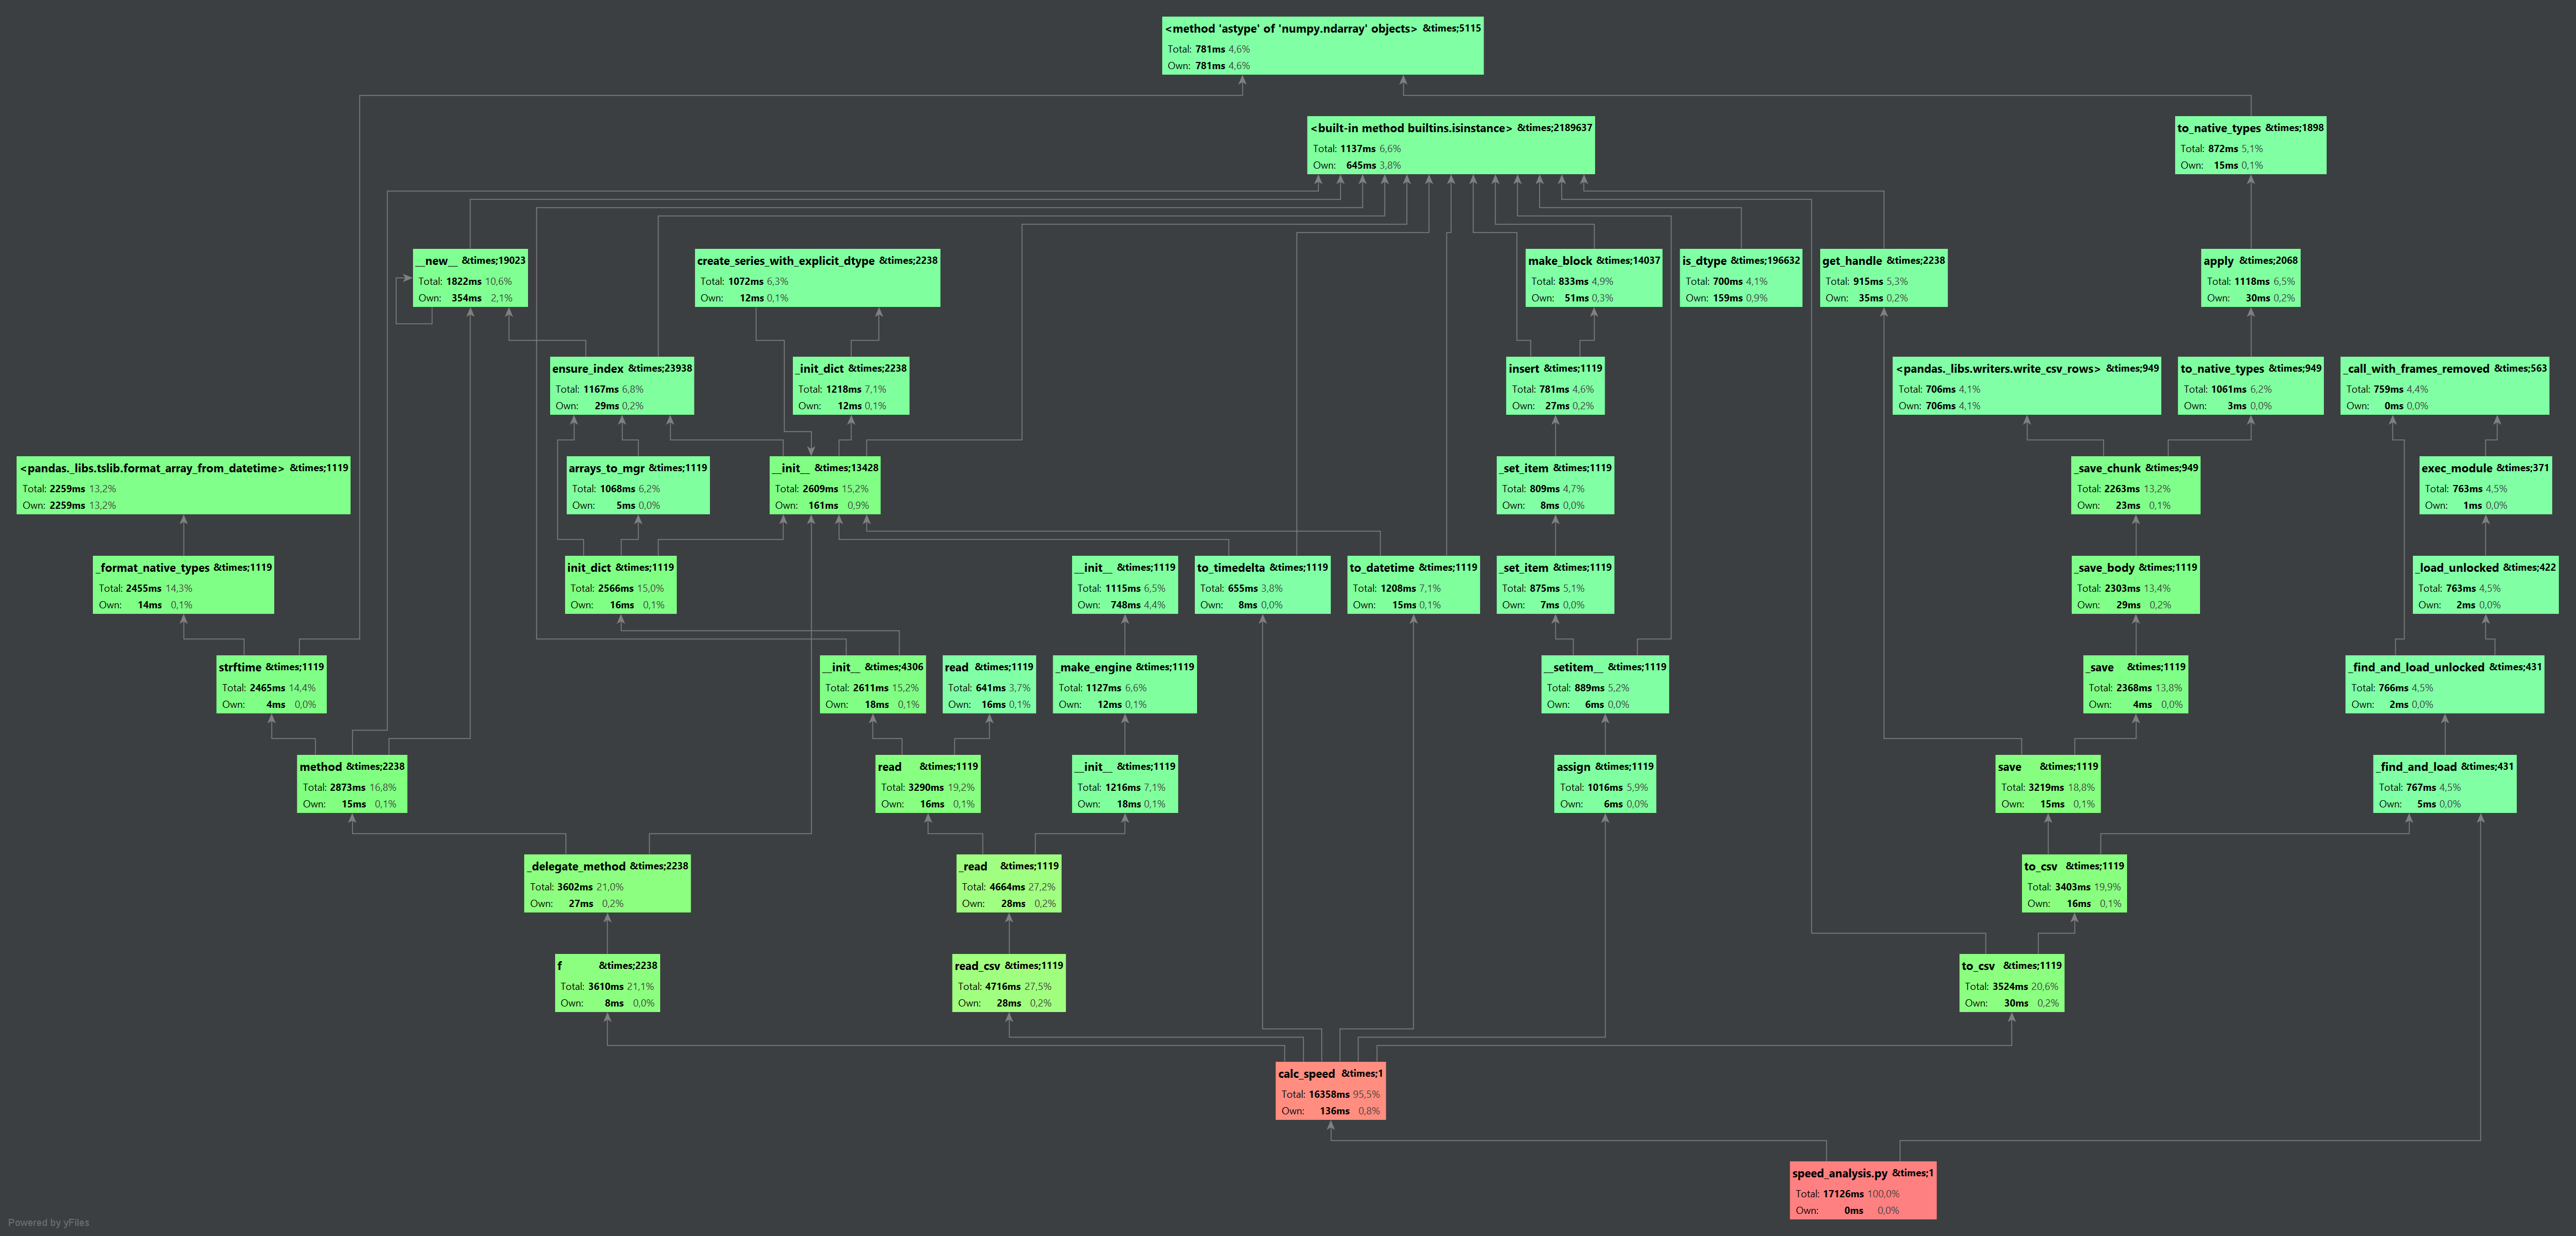 <method 'astype' of 'numpy.ndarray' objects> &times;5115
Total: 781ms 4,6%
Own: 781ms 4,6%
<built-in method builtins.isinstance> &times;2189637
Total: 1137ms 6,6%
Own: 645ms 3,8%
to_native_types &times;1898
Total: 872ms 5,1%
Own: 15ms 0,1%
__new__ &times;19023
Total: 1822ms 10,6%
Own: 354ms 2,1%
create_series_with_explicit_dtype &times;2238
Total: 1072ms 6,3%
Own: 12ms 0,1%
make_block &times;14037
Total: 833ms 4,9%
Own: 51ms 0,3%
is_dtype &times;196632
Total: 700ms 4,1%
Own: 159ms 0,9%
get_handle &times;2238
Total: 915ms 5,3%
Own: 35ms 0,2%
apply &times;2068
Total: 1118ms 6,5%
Own: 30ms 0,2%
ensure_index &times;23938
Total: 1167ms 6,8%
Own: 29ms 0,2%
_init_dict &times;2238
Total: 1218ms 7,1%
Own: 12ms 0,1%
insert &times;1119
Total: 781ms 4,6%
Own: 27ms 0,2%
<pandas._libs.writers.write_csv_rows> &times;949
Total: 706ms 4,1%
Own: 706ms 4,1%
to_native_types &times;949
Total: 1061ms 6,2%
Own: 3ms 0,0%
_call_with_frames_removed &times;563
Total: 759ms 4,4%
Own: 0ms 0,0%
<pandas._libs.tslib.format_array_from_datetime> &times;1119
Total: 2259ms 13,2%
Own: 2259ms 13,2%
arrays_to_mgr &times;1119
Total: 1068ms 6,2%
Own: 5ms 0,0%
__init__ &times;13428
Total: 2609ms 15,2%
Own: 161ms 0,9%
_set_item &times;1119
Total: 809ms 4,7%
Own: 8ms 0,0%
_save_chunk &times;949
Total: 2263ms 13,2%
Own: 23ms 0,1%
exec_module &times;371
Total: 763ms 4,5%
Own: 1ms 0,0%
_format_native_types &times;1119
Total: 2455ms 14,3%
Own: 14ms 0,1%
init_dict &times;1119
Total: 2566ms 15,0%
Own: 16ms 0,1%
__init__ &times;1119
Total: 1115ms 6,5%
Own: 748ms 4,4%
to_timedelta &times;1119
Total: 655ms 3,8%
Own: 8ms 0,0%
to_datetime &times;1119
Total: 1208ms 7,1%
Own: 15ms 0,1%
_set_item &times;1119
Total: 875ms 5,1%
Own: 7ms 0,0%
_save_body &times;1119
Total: 2303ms 13,4%
Own: 29ms 0,2%
_load_unlocked &times;422
Total: 763ms 4,5%
Own: 2ms 0,0%
strftime &times;1119
Total: 2465ms 14,4%
Own: 4ms 0,0%
__init__ &times;4306
Total: 2611ms 15,2%
Own: 18ms 0,1%
read &times;1119
Total: 641ms 3,7%
Own: 16ms 0,1%
_make_engine &times;1119
Total: 1127ms 6,6%
Own: 12ms 0,1%
__setitem__ &times;1119
Total: 889ms 5,2%
Own: 6ms 0,0%
_save &times;1119
Total: 2368ms 13,8%
Own: 4ms 0,0%
_find_and_load_unlocked &times;431
Total: 766ms 4,5%
Own: 2ms 0,0%
method &times;2238
Total: 2873ms 16,8%
Own: 15ms 0,1%
read &times;1119
Total: 3290ms 19,2%
Own: 16ms 0,1%
__init__ &times;1119
Total: 1216ms 7,1%
Own: 18ms 0,1%
assign &times;1119
Total: 1016ms 5,9%
Own: 6ms 0,0%
save &times;1119
Total: 3219ms 18,8%
Own: 15ms 0,1%
_find_and_load &times;431
Total: 767ms 4,5%
Own: 5ms 0,0%
_delegate_method &times;2238
Total: 3602ms 21,0%
Own: 27ms 0,2%
_read &times;1119
Total: 4664ms 27,2%
Own: 28ms 0,2%
to_csv &times;1119
Total: 3403ms 19,9%
Own: 16ms 0,1%
f &times;2238
Total: 3610ms 21,1%
Own: 8ms 0,0%
read_csv &times;1119
Total: 4716ms 27,5%
Own: 28ms 0,2%
to_csv &times;1119
Total: 3524ms 20,6%
Own: 30ms 0,2%
calc_speed &times;1
Total: 16358ms 95,5%
Own: 136ms 0,8%
speed_analysis.py &times;1
Total: 17126ms 100,0%
Own: 0ms 0,0%
Powered by yFiles